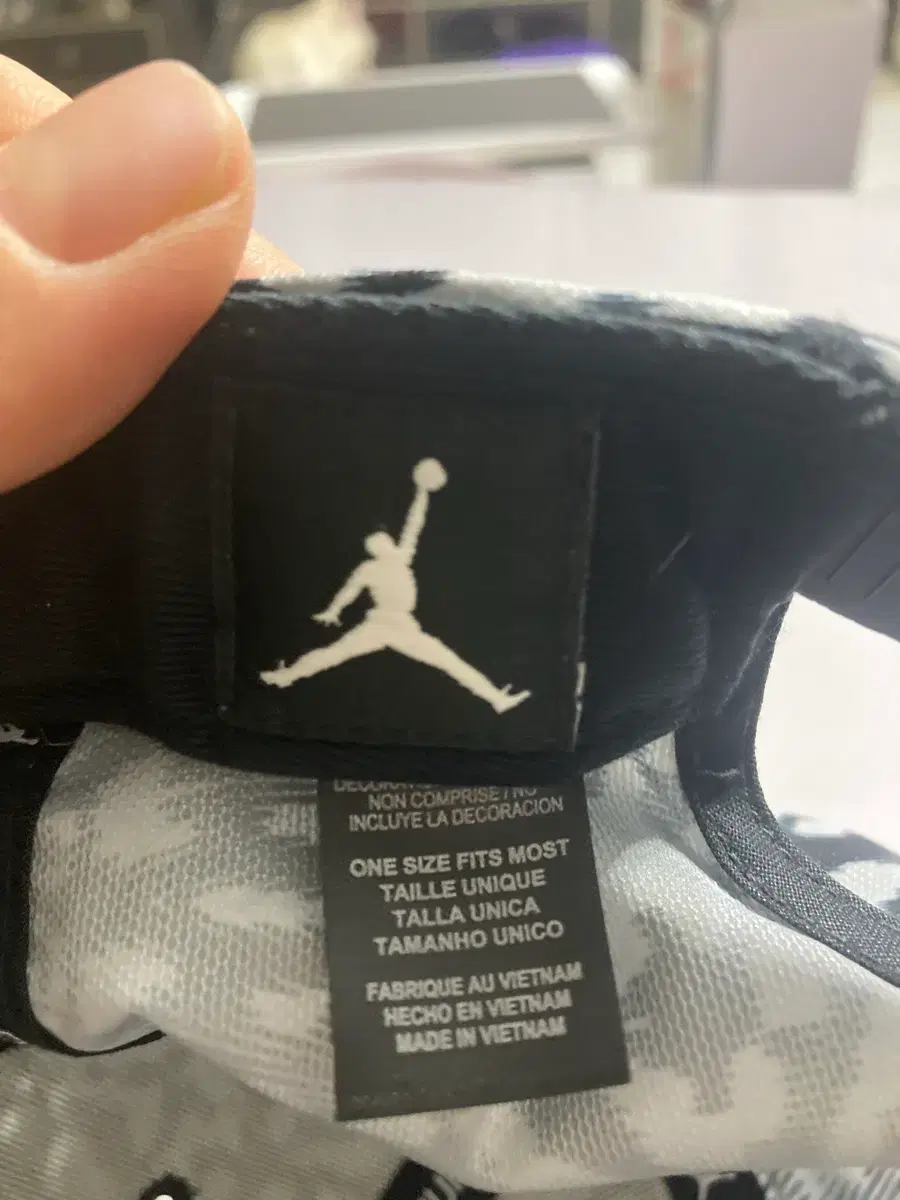 NON COMPRISE / NO
INCLUYE LA DECORACION
ONE SIZE FITS MOST
TAILLE UNIQUE
TALLA UNICA
TAMANHO UNICO
FABRIQUE AU VIETNAM
HECHO EN VIETNAM
MADE IN VIETNAM